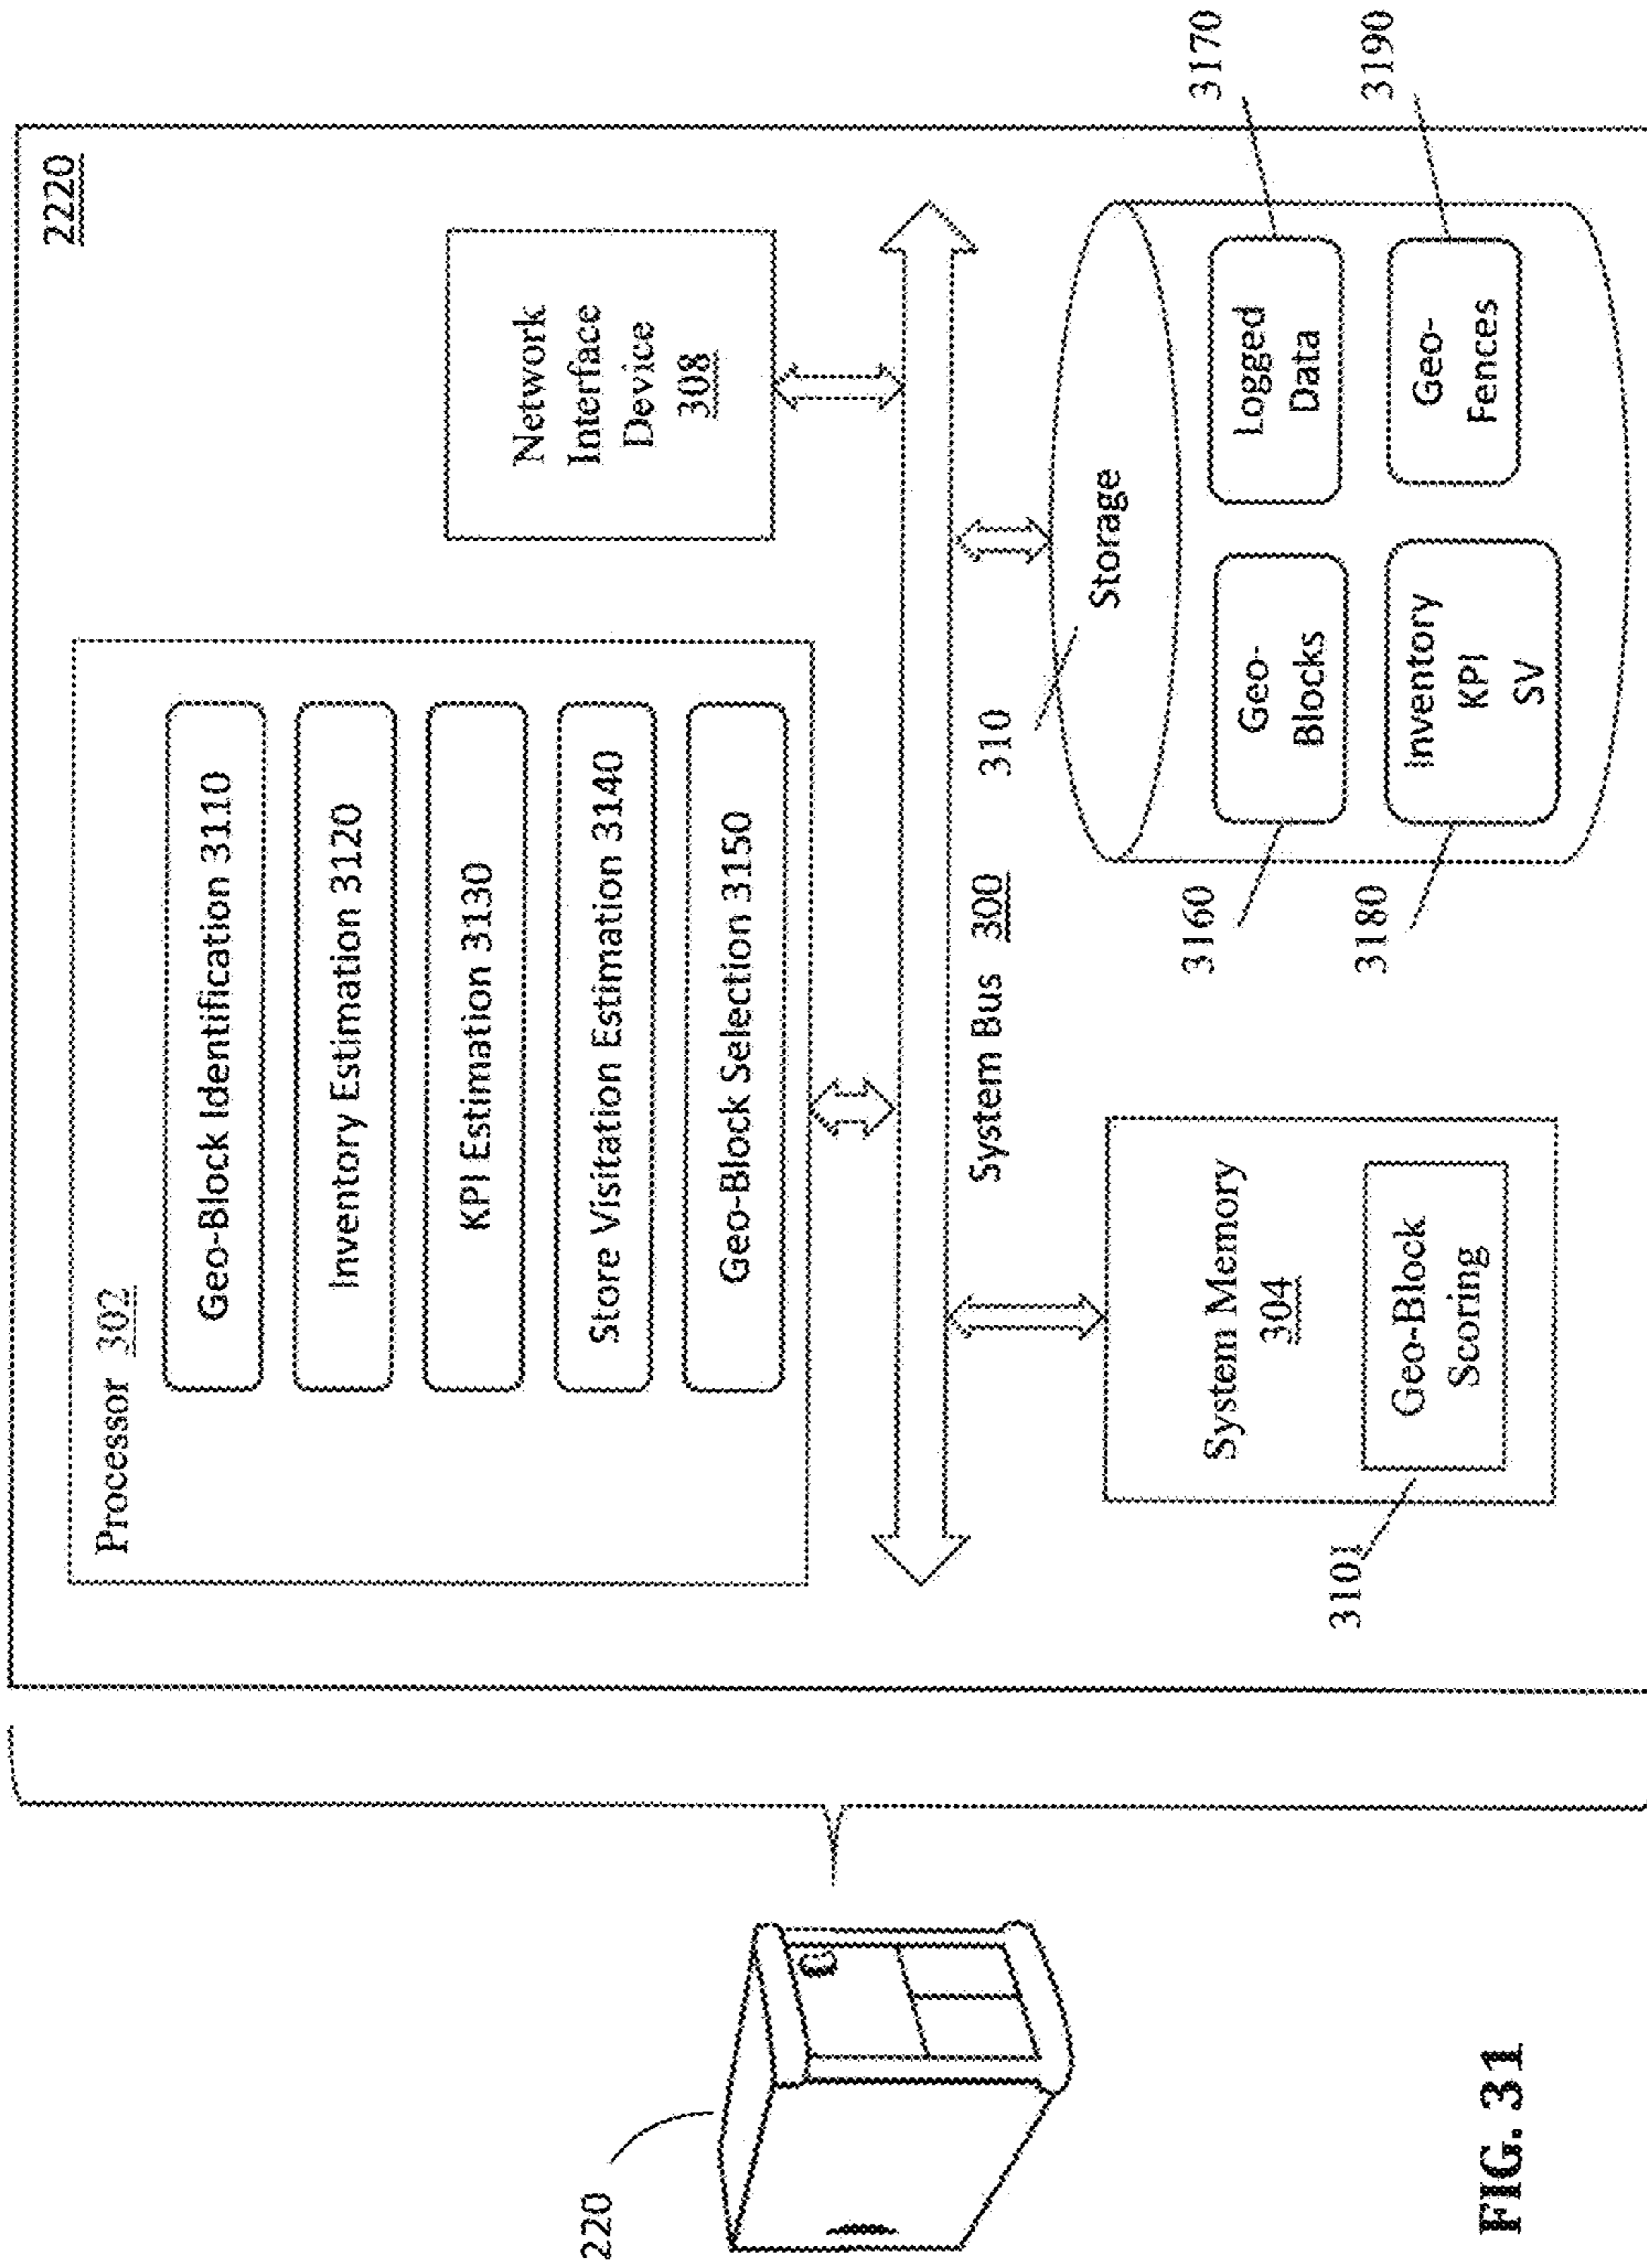 2220
Processor 302
Geo-Block Identification 3110
Inventory Estimation 3120
KPI Estimation 3130
Store Visitation Estimation 3140
Geo-Block Selection 3150
Network
Interface
Device
308
System Bus 300
310
Storage
System Memory
304
Geo-Block
Scoring
3101
Geo-
Blocks
3160
Logged
Data
3170
Inventory
KPI
SV
3180
Geo-
Fences
3190
220
FIG. 31